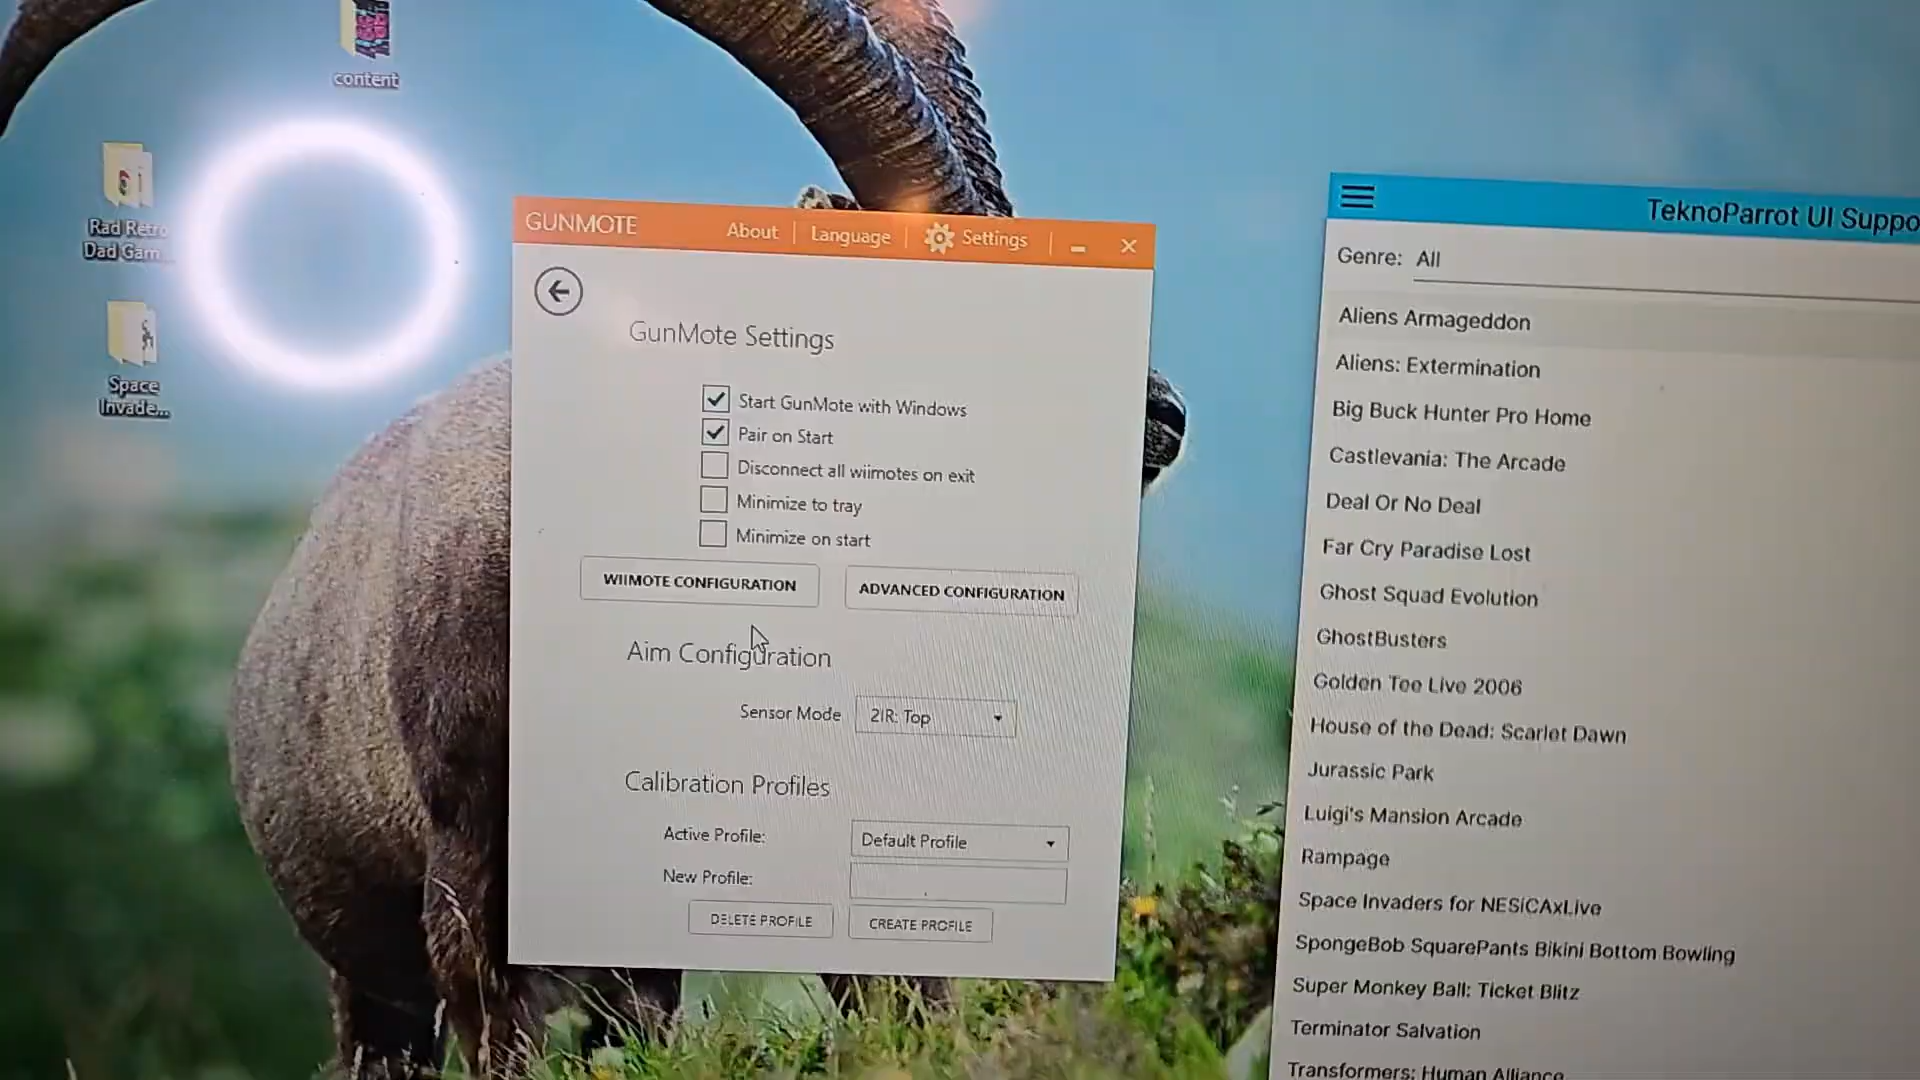 content
Rad Retro
Dad Gam...
Space
Invade...
GUNMOTE
About
Language
Settings
GunMote Settings
Start GunMote with Windows
Pair on Start
Disconnect all wiimotes on exit
Minimize to tray
Minimize on start
WIIMOTE CONFIGURATION
ADVANCED CONFIGURATION
Aim Configuration
Sensor Mode
2IR: Top
Calibration Profiles
Active Profile:
Default Profile
New Profile:
DELETE PROFILE
CREATE PROFILE
TeknoParrot UI Suppo
Genre: All
Aliens Armageddon
Aliens: Extermination
Big Buck Hunter Pro Home
Castlevania: The Arcade
Deal Or No Deal
Far Cry Paradise Lost
Ghost Squad Evolution
GhostBusters
Golden Tee Live 2006
House of the Dead: Scarlet Dawn
Jurassic Park
Luigi's Mansion Arcade
Rampage
Space Invaders for NESiCAxLive
SpongeBob SquarePants Bikini Bottom Bowling
Super Monkey Ball: Ticket Blitz
Terminator Salvation
Transformers: Human Alliance